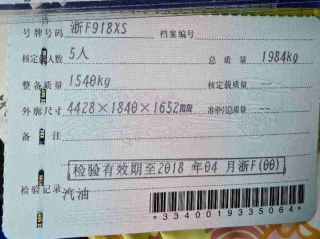 号牌号码 浙F918XS 档案编号
核定载人数 5人 总质量 1984kg
整备质量 1540kg 核定载质量
外廓尺寸 4428×1840×1652mm 准牵引总质量 --
备 注
检验有效期至2018 年04 月浙F(00)
检验记录 汽油
*3340019335064*